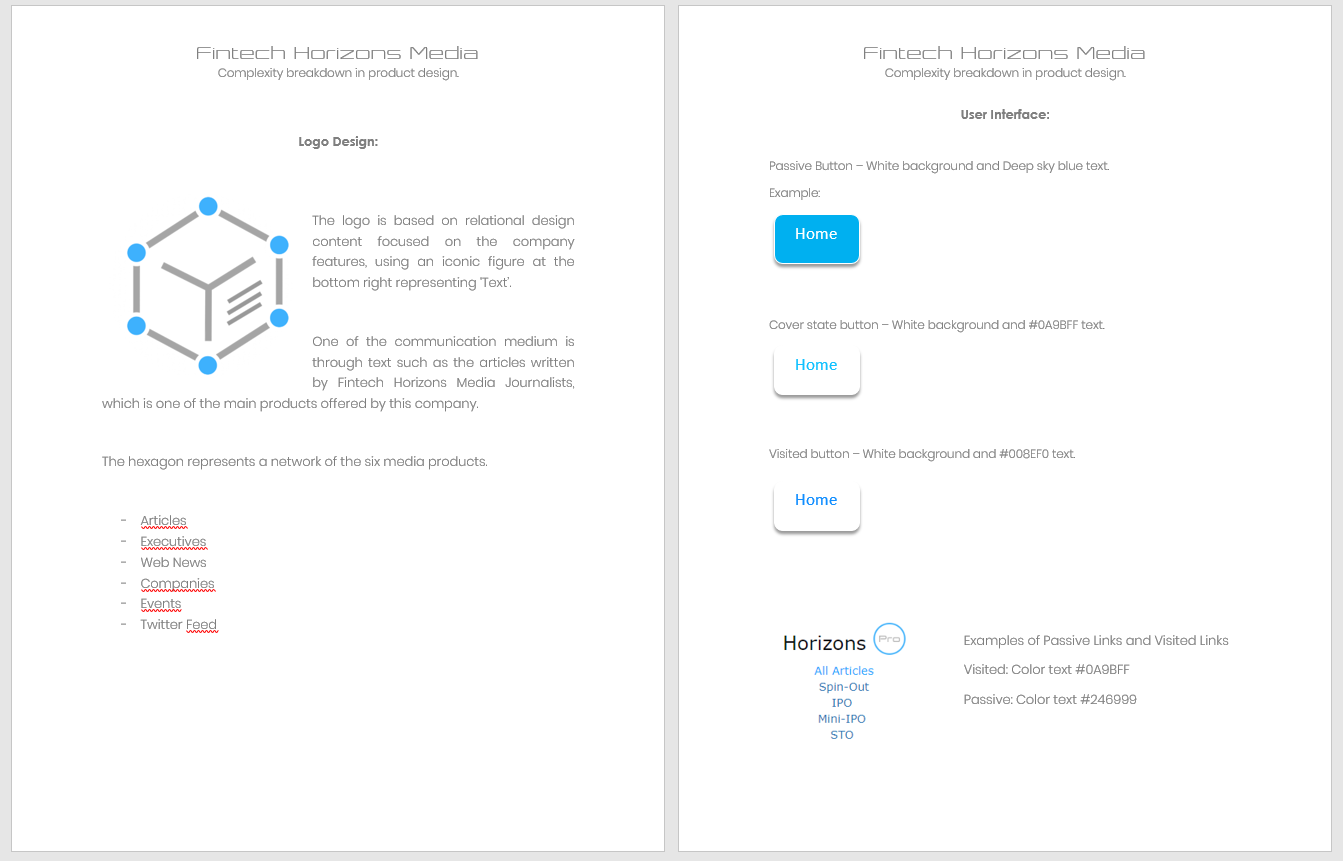 Fintech Horizons Media
Complexity breakdown in product design.
Logo Design:
The logo is based on relational design
content focused on the company
features, using an iconic figure at the
bottom right representing ‘Text’.
One of the communication medium is
through text such as the articles written
by Fintech Horizons Media Journalists,
which is one of the main products offered by this company.
The hexagon represents a network of the six media products.
- Articles
- Executives
- Web News
- Companies
- Events
- Twitter Feed
Fintech Horizons Media
Complexity breakdown in product design.
User Interface:
Passive Button – White background and Deep sky blue text.
Example:
Home
Cover state button – White background and #0A9BFF text.
Home
Visited button – White background and #008EF0 text.
Home
Horizons Pro
All Articles
Spin-Out
IPO
Mini-IPO
STO
Examples of Passive Links and Visited Links
Visited: Color text #0A9BFF
Passive: Color text #246999